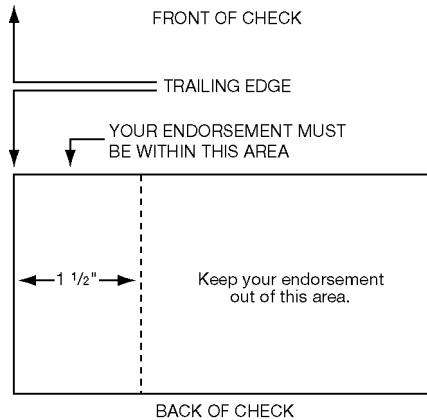 FRONT OF CHECK
TRAILING EDGE
YOUR ENDORSEMENT MUST
BE WITHIN THIS AREA
1 1/2"
Keep your endorsement
out of this area.
BACK OF CHECK